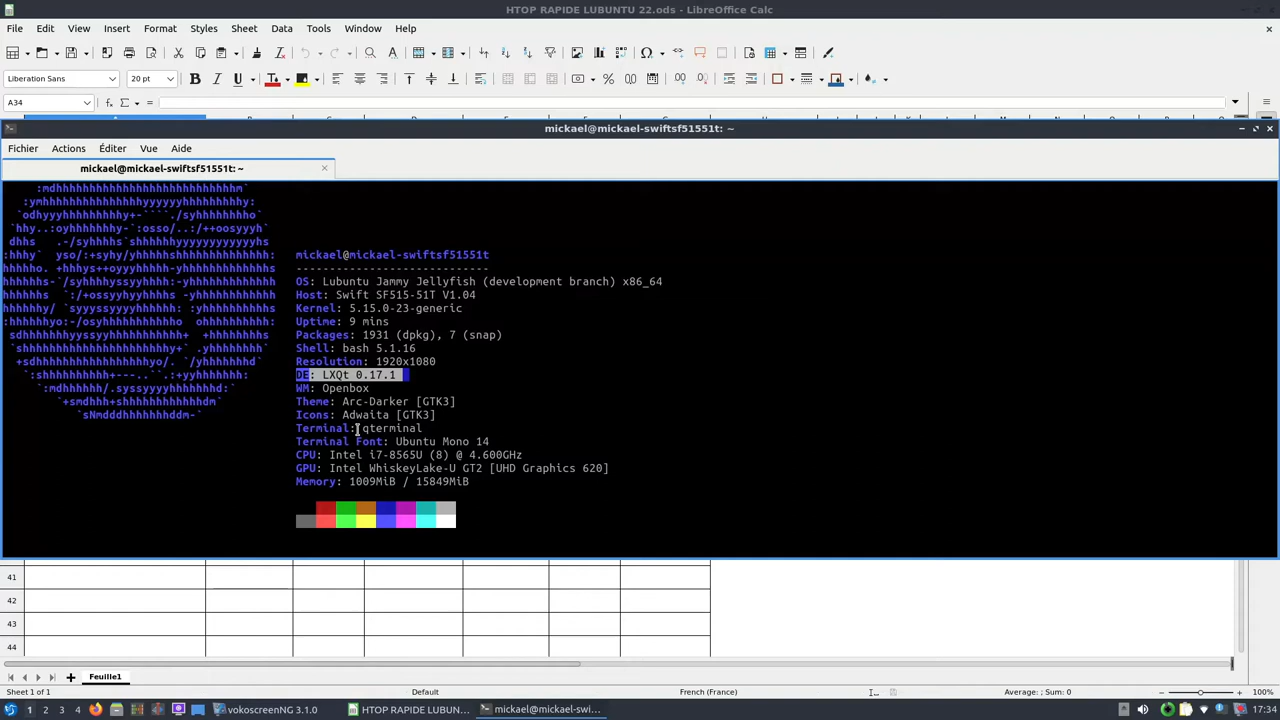 HTOP RAPIDE LUBUNTU 22.ods - LibreOffice Calc
File Edit View Insert Format Styles Sheet Data Tools Window Help
Liberation Sans 20 pt
A34
mickael@mickael-swiftsf51551t: ~
Fichier Actions Éditer Vue Aide
mickael@mickael-swiftsf51551t: ~
mickael@mickael-swiftsf51551t
-----------------------------
OS: Lubuntu Jammy Jellyfish (development branch) x86_64
Host: Swift SF515-51T V1.04
Kernel: 5.15.0-23-generic
Uptime: 9 mins
Packages: 1931 (dpkg), 7 (snap)
Shell: bash 5.1.16
Resolution: 1920x1080
DE: LXQt 0.17.1
WM: Openbox
Theme: Arc-Darker [GTK3]
Icons: Adwaita [GTK3]
Terminal: qterminal
Terminal Font: Ubuntu Mono 14
CPU: Intel i7-8565U (8) @ 4.600GHz
GPU: Intel WhiskeyLake-U GT2 [UHD Graphics 620]
Memory: 1009MiB / 15849MiB
41
42
43
44
Feuille1
Sheet 1 of 1 Default French (France) Average: ; Sum: 0 100%
1 2 3 4 vokoscreenNG 3.1.0 HTOP RAPIDE LUBUN... mickael@mickael-swi... 17:34